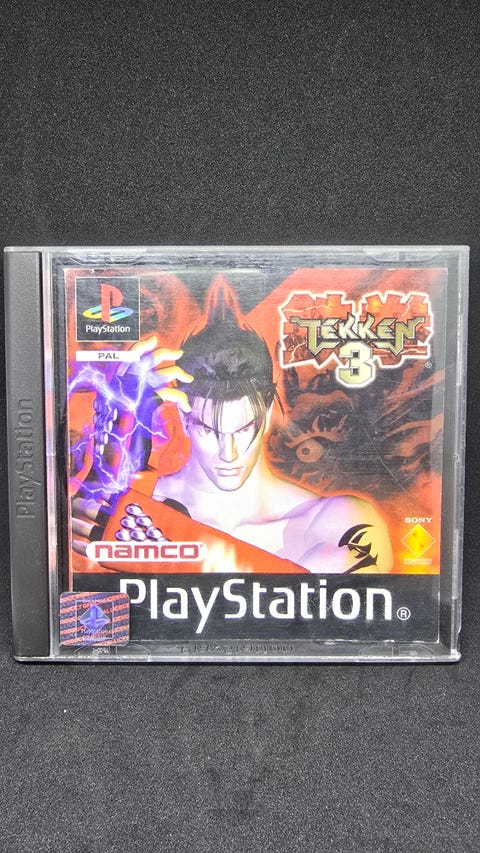 PlayStation
PlayStation
PAL
TEKKEN
3
®
SONY
namco®
PlayStation®